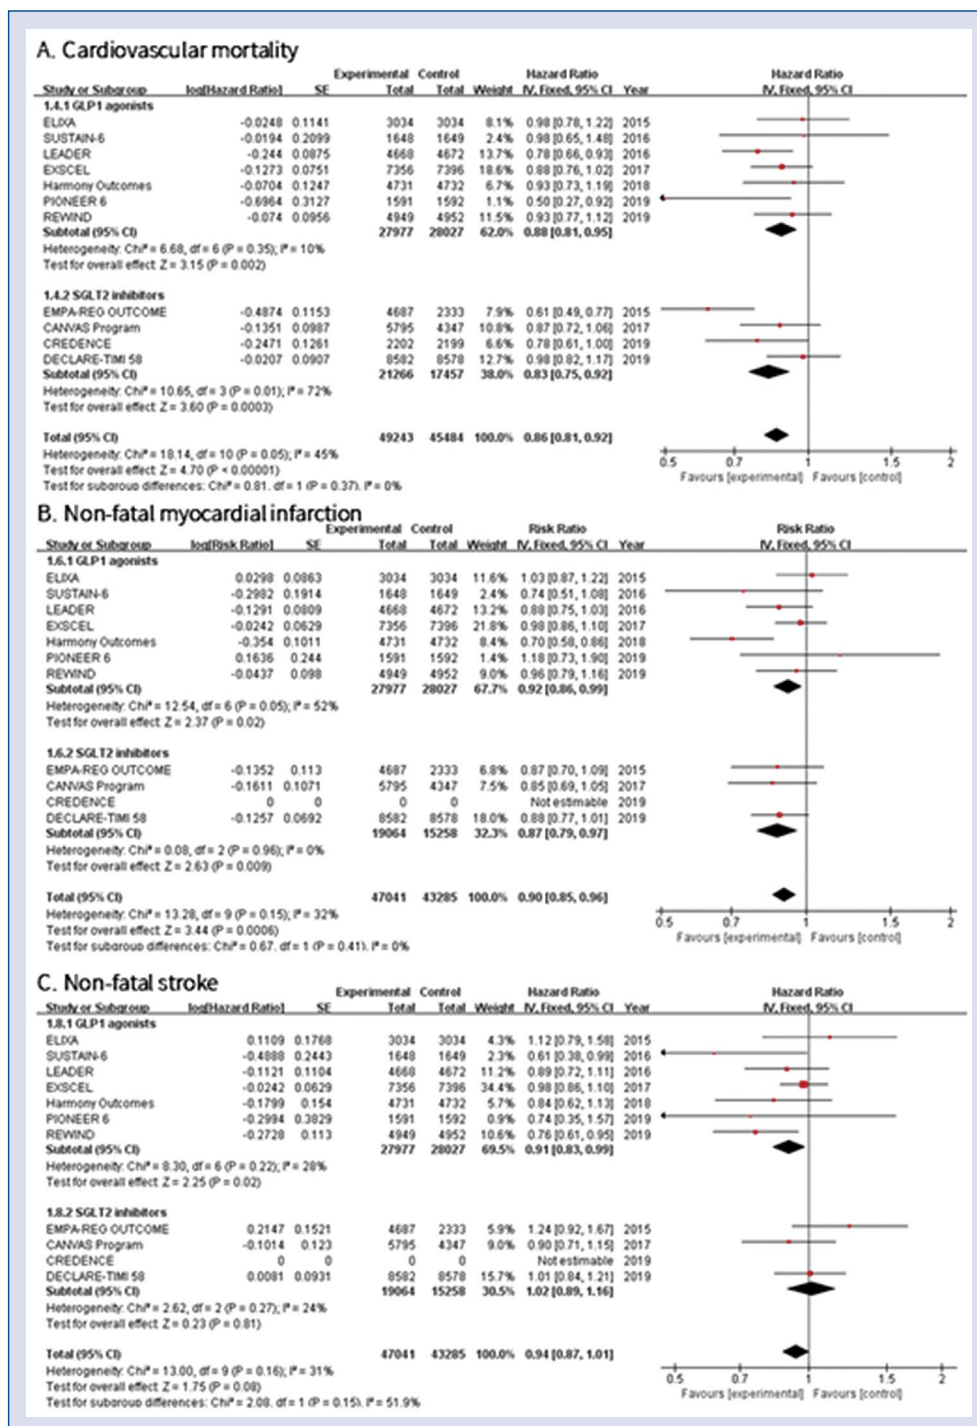 A. Cardiovascular mortality
Experimental Control Hazard Ratio Hazard Ratio
Study or Subgroup log[Hazard Ratio] SE Total Total Weight IV, Fixed, 95% CI Year IV, Fixed, 95% CI
1.4.1 GLP1 agonists
ELIXA -0.0248 0.1141 3034 3034 8.1% 0.98 [0.78, 1.22] 2015
SUSTAIN-6 -0.0194 0.2099 1648 1649 2.4% 0.98 [0.65, 1.48] 2016
LEADER -0.244 0.0875 4668 4672 13.7% 0.78 [0.66, 0.93] 2016
EXSCEL -0.1273 0.0751 7356 7396 18.6% 0.88 [0.76, 1.02] 2017
Harmony Outcomes -0.0704 0.1247 4731 4732 6.7% 0.93 [0.73, 1.19] 2018
PIONEER 6 -0.6964 0.3127 1591 1592 1.1% 0.50 [0.27, 0.92] 2019
REWIND -0.074 0.0956 4949 4952 11.5% 0.93 [0.77, 1.12] 2019
Subtotal (95% CI) 27977 28027 62.0% 0.88 [0.81, 0.95]
Heterogeneity: Chi² = 6.68, df = 6 (P = 0.35); I² = 10%
Test for overall effect: Z = 3.15 (P = 0.002)
1.4.2 SGLT2 inhibitors
EMPA-REG OUTCOME -0.4874 0.1153 4687 2333 7.9% 0.61 [0.49, 0.77] 2015
CANVAS Program -0.1351 0.0987 5795 4347 10.8% 0.87 [0.72, 1.06] 2017
CREDENCE -0.2471 0.1261 2202 2199 6.6% 0.78 [0.61, 1.00] 2019
DECLARE-TIMI 58 -0.0207 0.0907 8582 8578 12.7% 0.98 [0.82, 1.17] 2019
Subtotal (95% CI) 21266 17457 38.0% 0.83 [0.75, 0.92]
Heterogeneity: Chi² = 10.65, df = 3 (P = 0.01); I² = 72%
Test for overall effect: Z = 3.60 (P = 0.0003)
Total (95% CI) 49243 45484 100.0% 0.86 [0.81, 0.92]
Heterogeneity: Chi² = 18.14, df = 10 (P = 0.05); I² = 45%
Test for overall effect: Z = 4.70 (P < 0.00001)
Test for subgroup differences: Chi² = 0.81, df = 1 (P = 0.37), I² = 0%
0.5 0.7 1 1.5 2
Favours [experimental] Favours [control]
B. Non-fatal myocardial infarction
Experimental Control Risk Ratio Risk Ratio
Study or Subgroup log[Risk Ratio] SE Total Total Weight IV, Fixed, 95% CI Year IV, Fixed, 95% CI
1.6.1 GLP1 agonists
ELIXA 0.0298 0.0863 3034 3034 11.6% 1.03 [0.87, 1.22] 2015
SUSTAIN-6 -0.2982 0.1914 1648 1649 2.4% 0.74 [0.51, 1.08] 2016
LEADER -0.1291 0.0809 4668 4672 13.2% 0.88 [0.75, 1.03] 2016
EXSCEL -0.0242 0.0629 7356 7396 21.8% 0.98 [0.86, 1.10] 2017
Harmony Outcomes -0.354 0.1011 4731 4732 8.4% 0.70 [0.58, 0.86] 2018
PIONEER 6 0.1636 0.244 1591 1592 1.4% 1.18 [0.73, 1.90] 2019
REWIND -0.0437 0.098 4949 4952 9.0% 0.96 [0.79, 1.16] 2019
Subtotal (95% CI) 27977 28027 67.7% 0.92 [0.86, 0.99]
Heterogeneity: Chi² = 12.54, df = 6 (P = 0.05); I² = 52%
Test for overall effect: Z = 2.37 (P = 0.02)
1.6.2 SGLT2 inhibitors
EMPA-REG OUTCOME -0.1352 0.113 4687 2333 6.8% 0.87 [0.70, 1.09] 2015
CANVAS Program -0.1611 0.1071 5795 4347 7.5% 0.85 [0.69, 1.05] 2017
CREDENCE 0 0 0 0 Not estimable 2019
DECLARE-TIMI 58 -0.1257 0.0692 8582 8578 18.0% 0.88 [0.77, 1.01] 2019
Subtotal (95% CI) 19064 15258 32.3% 0.87 [0.79, 0.97]
Heterogeneity: Chi² = 0.08, df = 2 (P = 0.96); I² = 0%
Test for overall effect: Z = 2.63 (P = 0.009)
Total (95% CI) 47041 43285 100.0% 0.90 [0.85, 0.96]
Heterogeneity: Chi² = 13.28, df = 9 (P = 0.15); I² = 32%
Test for overall effect: Z = 3.44 (P = 0.0006)
Test for subgroup differences: Chi² = 0.67, df = 1 (P = 0.41), I² = 0%
0.5 0.7 1 1.5 2
Favours [experimental] Favours [control]
C. Non-fatal stroke
Experimental Control Hazard Ratio Hazard Ratio
Study or Subgroup log[Hazard Ratio] SE Total Total Weight IV, Fixed, 95% CI Year IV, Fixed, 95% CI
1.8.1 GLP1 agonists
ELIXA 0.1109 0.1768 3034 3034 4.3% 1.12 [0.79, 1.58] 2015
SUSTAIN-6 -0.4888 0.2443 1648 1649 2.3% 0.61 [0.38, 0.99] 2016
LEADER -0.1121 0.1104 4668 4672 11.2% 0.89 [0.72, 1.11] 2016
EXSCEL -0.0242 0.0629 7356 7396 34.4% 0.98 [0.86, 1.10] 2017
Harmony Outcomes -0.1799 0.154 4731 4732 5.7% 0.84 [0.62, 1.13] 2018
PIONEER 6 -0.2994 0.3829 1591 1592 0.9% 0.74 [0.35, 1.57] 2019
REWIND -0.2728 0.113 4949 4952 10.6% 0.76 [0.61, 0.95] 2019
Subtotal (95% CI) 27977 28027 69.5% 0.91 [0.83, 0.99]
Heterogeneity: Chi² = 8.30, df = 6 (P = 0.22); I² = 28%
Test for overall effect: Z = 2.25 (P = 0.02)
1.8.2 SGLT2 inhibitors
EMPA-REG OUTCOME 0.2147 0.1521 4687 2333 5.9% 1.24 [0.92, 1.67] 2015
CANVAS Program -0.1014 0.123 5795 4347 9.0% 0.90 [0.71, 1.15] 2017
CREDENCE 0 0 0 0 Not estimable 2019
DECLARE-TIMI 58 0.0081 0.0931 8582 8578 15.7% 1.01 [0.84, 1.21] 2019
Subtotal (95% CI) 19064 15258 30.5% 1.02 [0.89, 1.16]
Heterogeneity: Chi² = 2.62, df = 2 (P = 0.27); I² = 24%
Test for overall effect: Z = 0.23 (P = 0.81)
Total (95% CI) 47041 43285 100.0% 0.94 [0.87, 1.01]
Heterogeneity: Chi² = 13.00, df = 9 (P = 0.16); I² = 31%
Test for overall effect: Z = 1.75 (P = 0.08)
Test for subgroup differences: Chi² = 2.08, df = 1 (P = 0.15), I² = 51.9%
0.5 0.7 1 1.5 2
Favours [experimental] Favours [control]